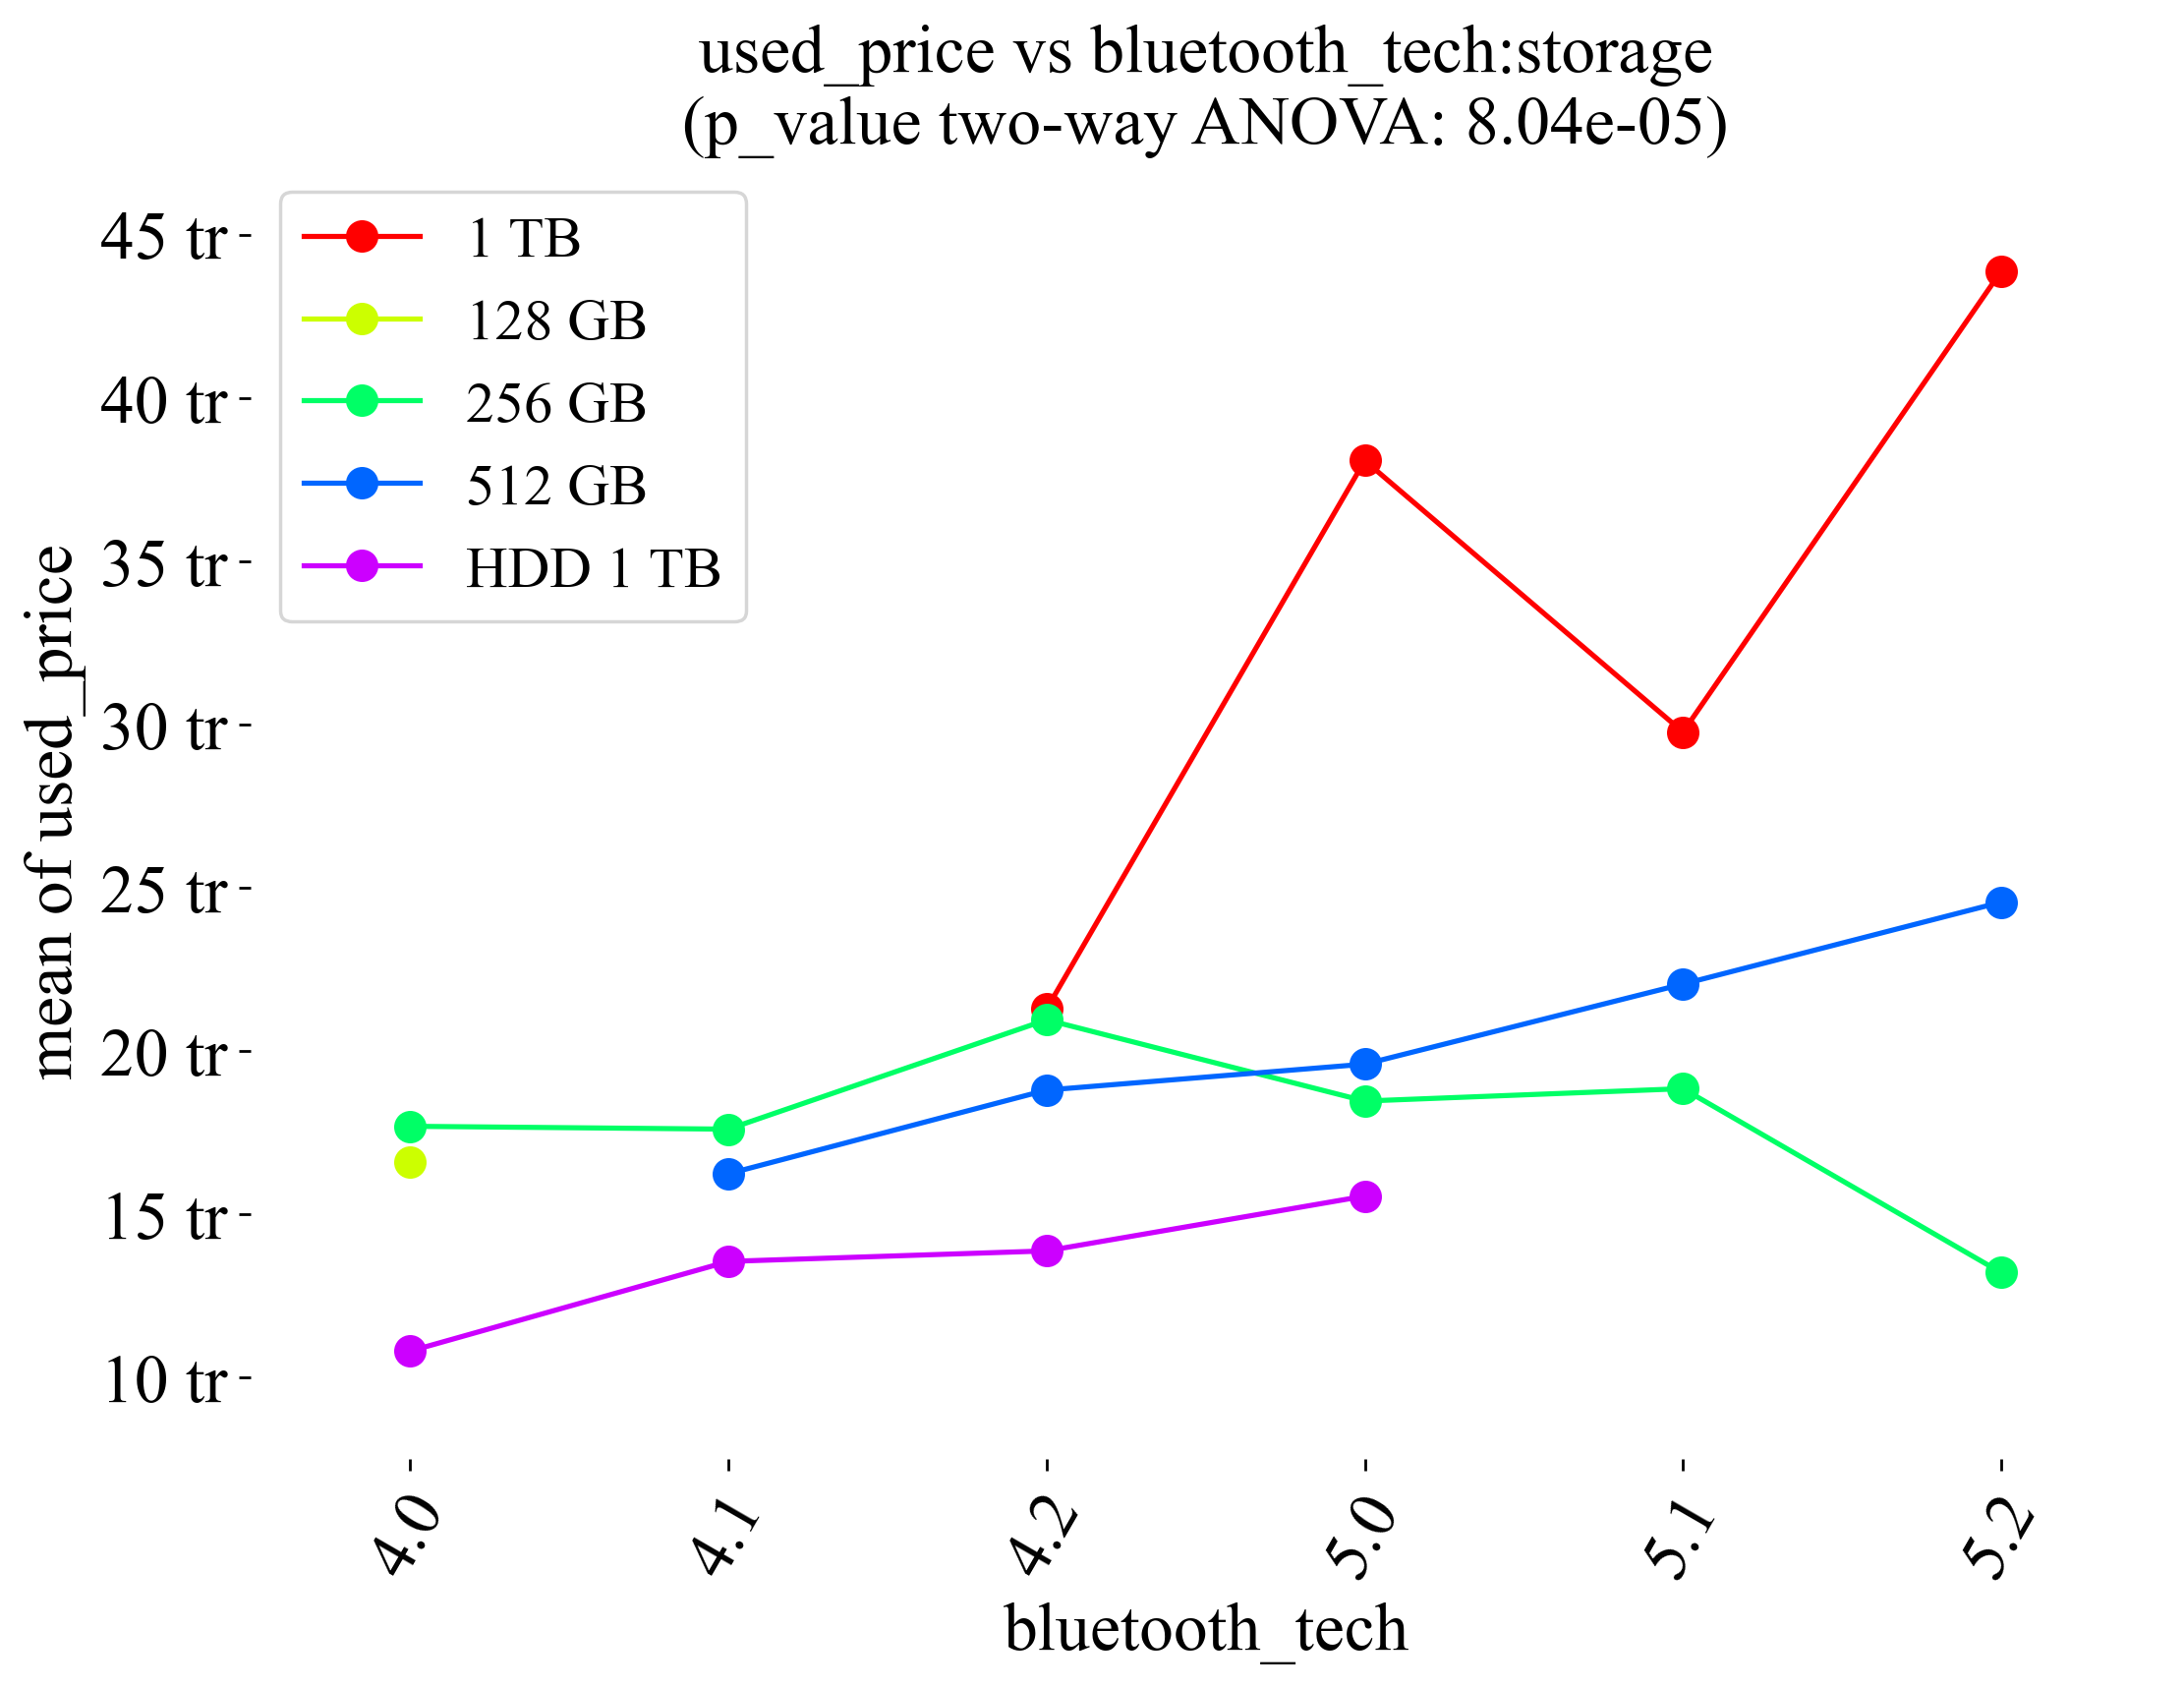 used_price vs bluetooth_tech:storage
(p_value two-way ANOVA: 8.04e-05)
1 TB
128 GB
256 GB
512 GB
HDD 1 TB
mean of used_price
45 tr
40 tr
35 tr
30 tr
25 tr
20 tr
15 tr
10 tr
4.0
4.1
4.2
5.0
5.1
5.2
bluetooth_tech